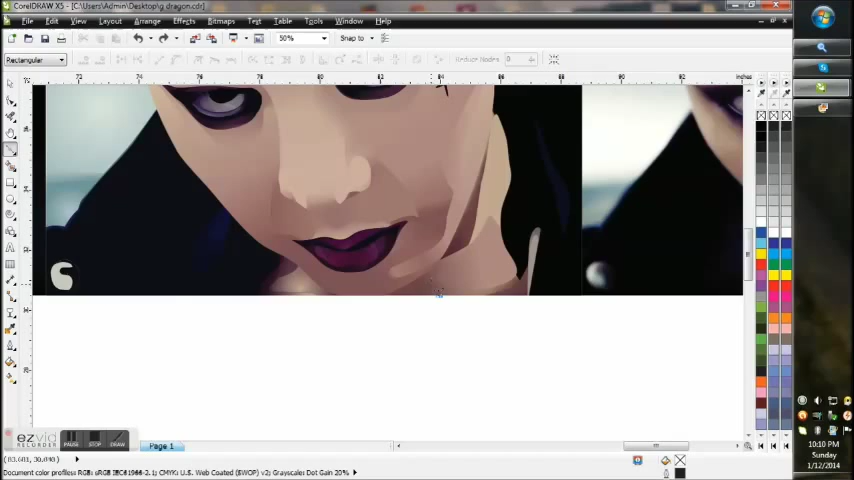 CorelDRAW X5 - [C:\Users\Admin\Desktop\g dragon.cdr]
File Edit View Layout Arrange Effects Bitmaps Text Table Tools Window Help
50% Snap to
Rectangular Reduce Nodes 0
72 74 76 78 80 82 84 86 88 90 92 inches
ezvid
RECORDER
PAUSE STOP DRAW
Page 1
Document color profiles: RGB: sRGB IEC61966-2.1; CMYK: U.S. Web Coated (SWOP) v2; Grayscale: Dot Gain 20%
10:10 PM
Sunday
1/12/2014